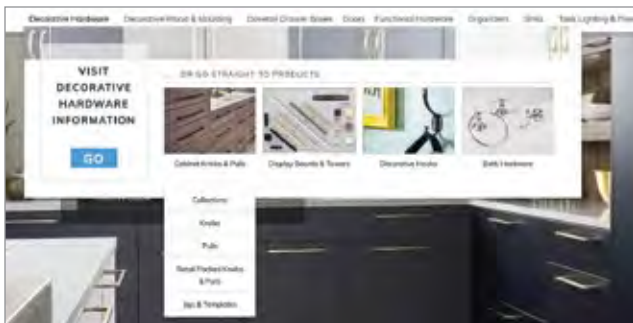 Decorative Hardware Decorative Wood & Moulding Dovetail Drawer Boxes Doors Functional Hardware Organizers Sinks Task Lighting &
VISIT
DECORATIVE
HARDWARE
INFORMATION
GO
OR GO STRAIGHT TO PRODUCTS
Cabinet Knobs & Pulls Display Boards & Towers Decorative Hooks Bath Hardware
Collections
Knobs
Pulls
Retail Packed Knobs
& Pulls
Jigs & Templates